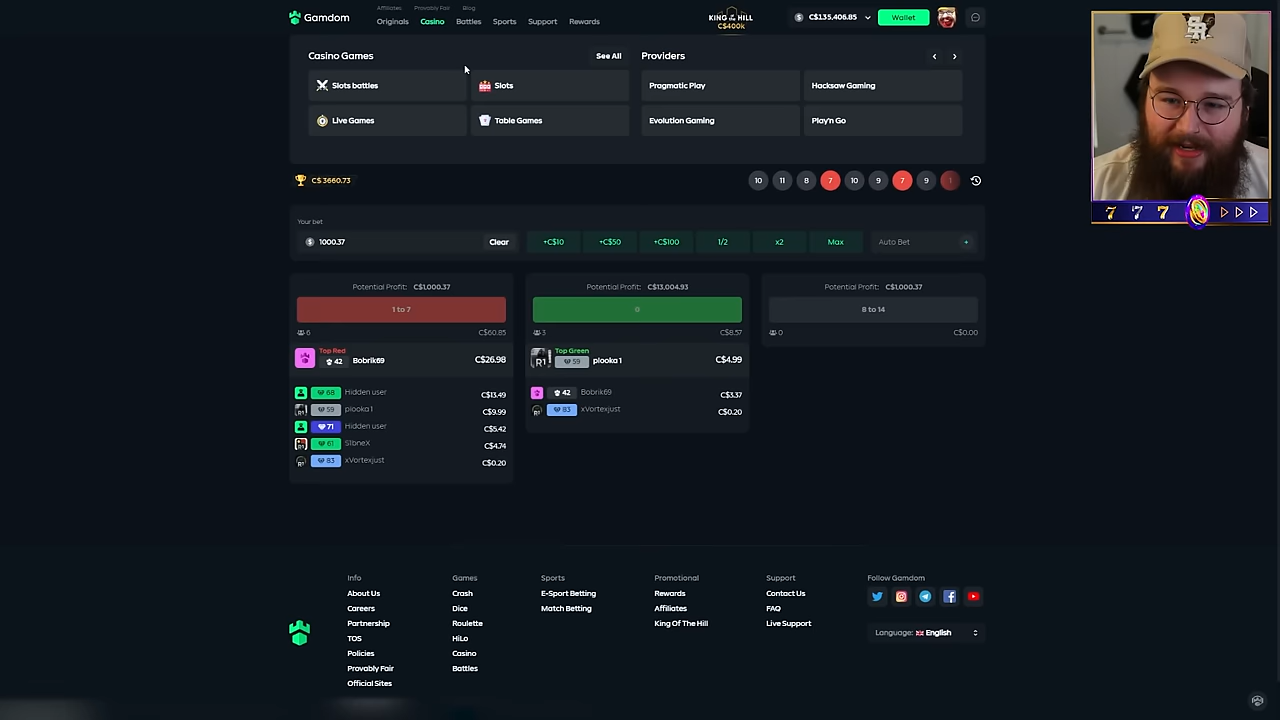 Affiliates Provably Fair Blog
Gamdom
Originals Casino Battles Sports Support Rewards
KING OF THE HILL
C$400k
C$135,406.85
Wallet
Casino Games See All
Providers
Slots battles Slots
Pragmatic Play Hacksaw Gaming
Live Games Table Games
Evolution Gaming Play'n Go
C$ 3660.73
10 11 8 7 10 9 7 9 1
Your bet
1000.37 Clear +C$10 +C$50 +C$100 1/2 x2 Max Auto Bet +
Potential Profit: C$1,000.37
1 to 7
6 C$60.85
Top Red
42 Bobrik69 C$26.98
68 Hidden user C$13.49
59 plooka 1 C$9.99
71 Hidden user C$5.42
61 S1bneX C$4.74
83 xVortexjust C$0.20
Potential Profit: C$13,004.93
0
3 C$8.57
Top Green
59 plooka 1 C$4.99
42 Bobrik69 C$3.37
83 xVortexjust C$0.20
Potential Profit: C$1,000.37
8 to 14
0 C$0.00
SR
7 7 7
Info
About Us
Careers
Partnership
TOS
Policies
Provably Fair
Official Sites
Games
Crash
Dice
Roulette
HiLo
Casino
Battles
Sports
E-Sport Betting
Match Betting
Promotional
Rewards
Affiliates
King Of The Hill
Support
Contact Us
FAQ
Live Support
Follow Gamdom
Language: English